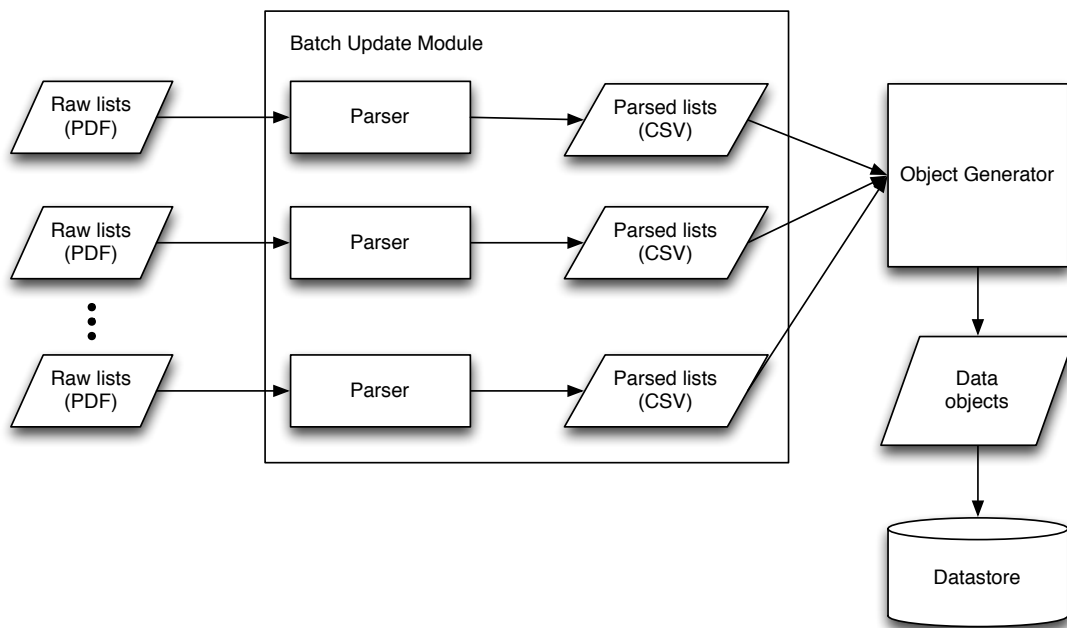 Batch Update Module
Raw lists
(PDF)
Parser
Parsed lists
(CSV)
Object Generator
Raw lists
(PDF)
Parser
Parsed lists
(CSV)
Raw lists
(PDF)
Parser
Parsed lists
(CSV)
Data
objects
Datastore